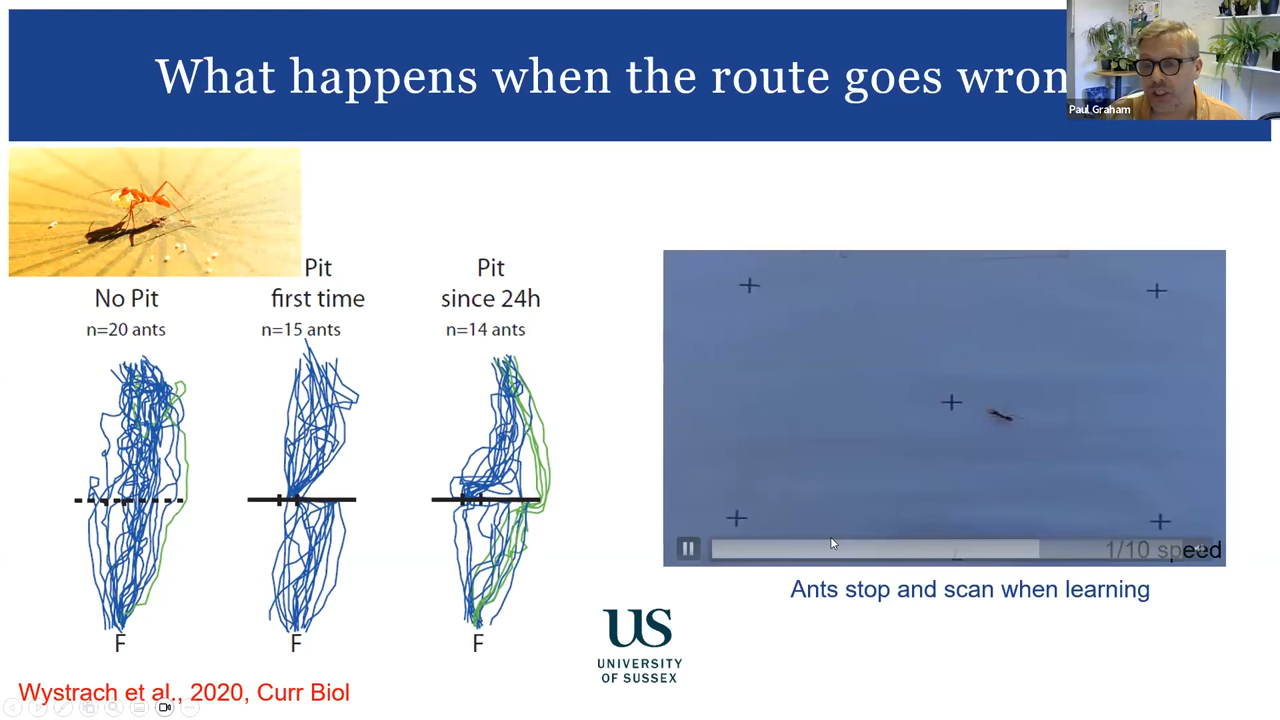 What happens when the route goes wron
Paul Graham
No Pit
n=20 ants
Pit
first time
n=15 ants
Pit
since 24h
n=14 ants
F
F
F
1/10 speed
Ants stop and scan when learning
US
UNIVERSITY
OF SUSSEX
Wystrach et al., 2020, Curr Biol